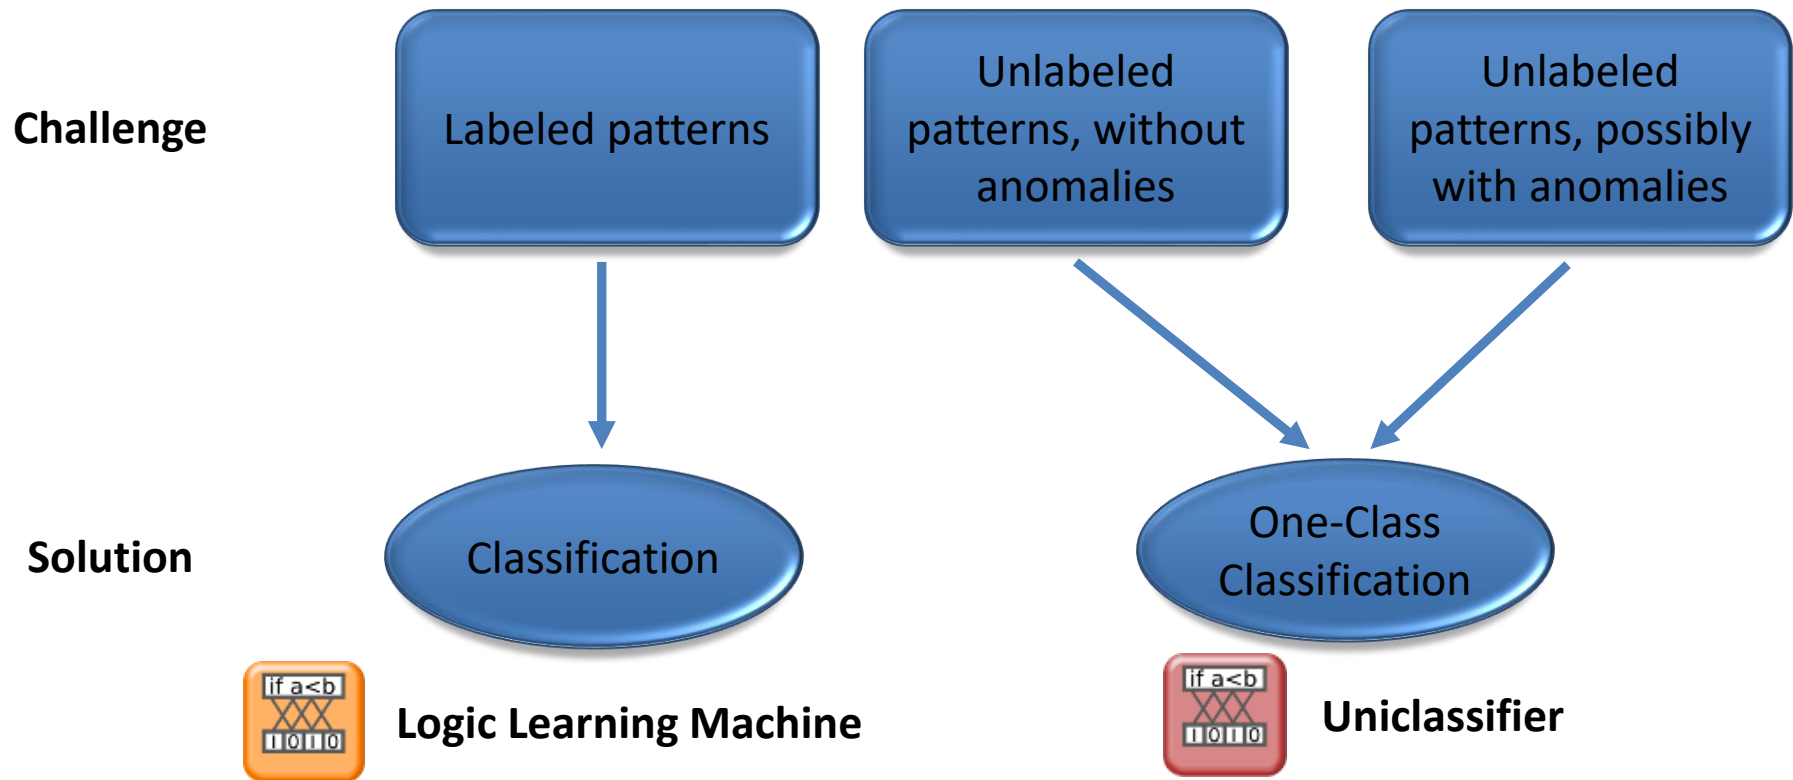 Challenge
Labeled patterns
Unlabeled
patterns, without
anomalies
Unlabeled
patterns, possibly
with anomalies
Solution
Classification
One-Class
Classification
if a<b
1010
Logic Learning Machine
if a<b
1010
Uniclassifier